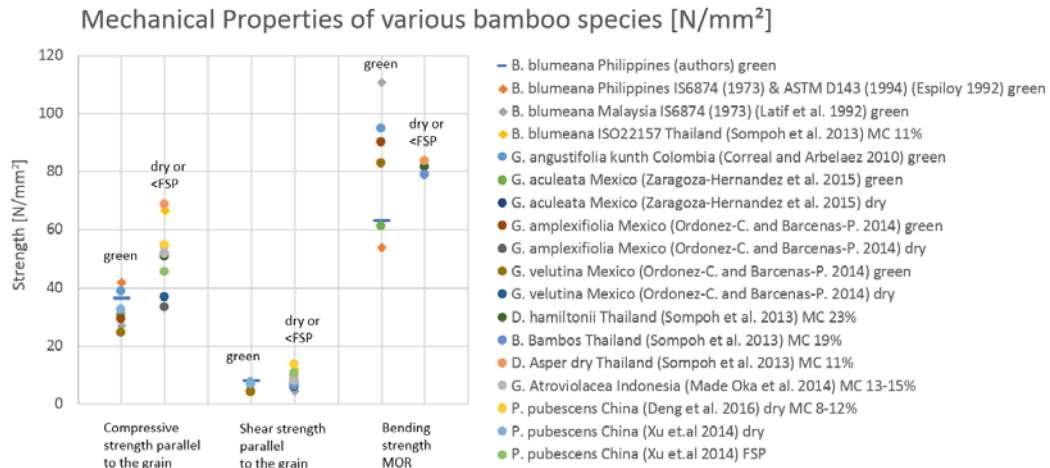 Mechanical Properties of various bamboo species [N/mm²]
Strength [N/mm²]
120
100
80
60
40
20
0
green
dry or
<FSP
green
dry or
<FSP
green
dry or
<FSP
Compressive
strength parallel
to the grain
Shear strength
parallel
to the grain
Bending
strength
MOR
B. blumeana Philippines (authors) green
B. blumeana Philippines IS6874 (1973) & ASTM D143 (1994) (Espiloy 1992) green
B. blumeana Malaysia IS6874 (1973) (Latif et al. 1992) green
B. blumeana ISO22157 Thailand (Sompoh et al. 2013) MC 11%
G. angustifolia kunth Colombia (Correal and Arbelaez 2010) green
G. aculeata Mexico (Zaragoza-Hernandez et al. 2015) green
G. aculeata Mexico (Zaragoza-Hernandez et al. 2015) dry
G. amplexifiolia Mexico (Ordonez-C. and Barcenas-P. 2014) green
G. amplexifiolia Mexico (Ordonez-C. and Barcenas-P. 2014) dry
G. velutina Mexico (Ordonez-C. and Barcenas-P. 2014) green
G. velutina Mexico (Ordonez-C. and Barcenas-P. 2014) dry
D. hamiltonii Thailand (Sompoh et al. 2013) MC 23%
B. Bambos Thailand (Sompoh et al. 2013) MC 19%
D. Asper dry Thailand (Sompoh et al. 2013) MC 11%
G. Atroviolacea Indonesia (Made Oka et al. 2014) MC 13-15%
P. pubescens China (Deng et al. 2016) dry MC 8-12%
P. pubescens China (Xu et.al 2014) dry
P. pubescens China (Xu et.al 2014) FSP